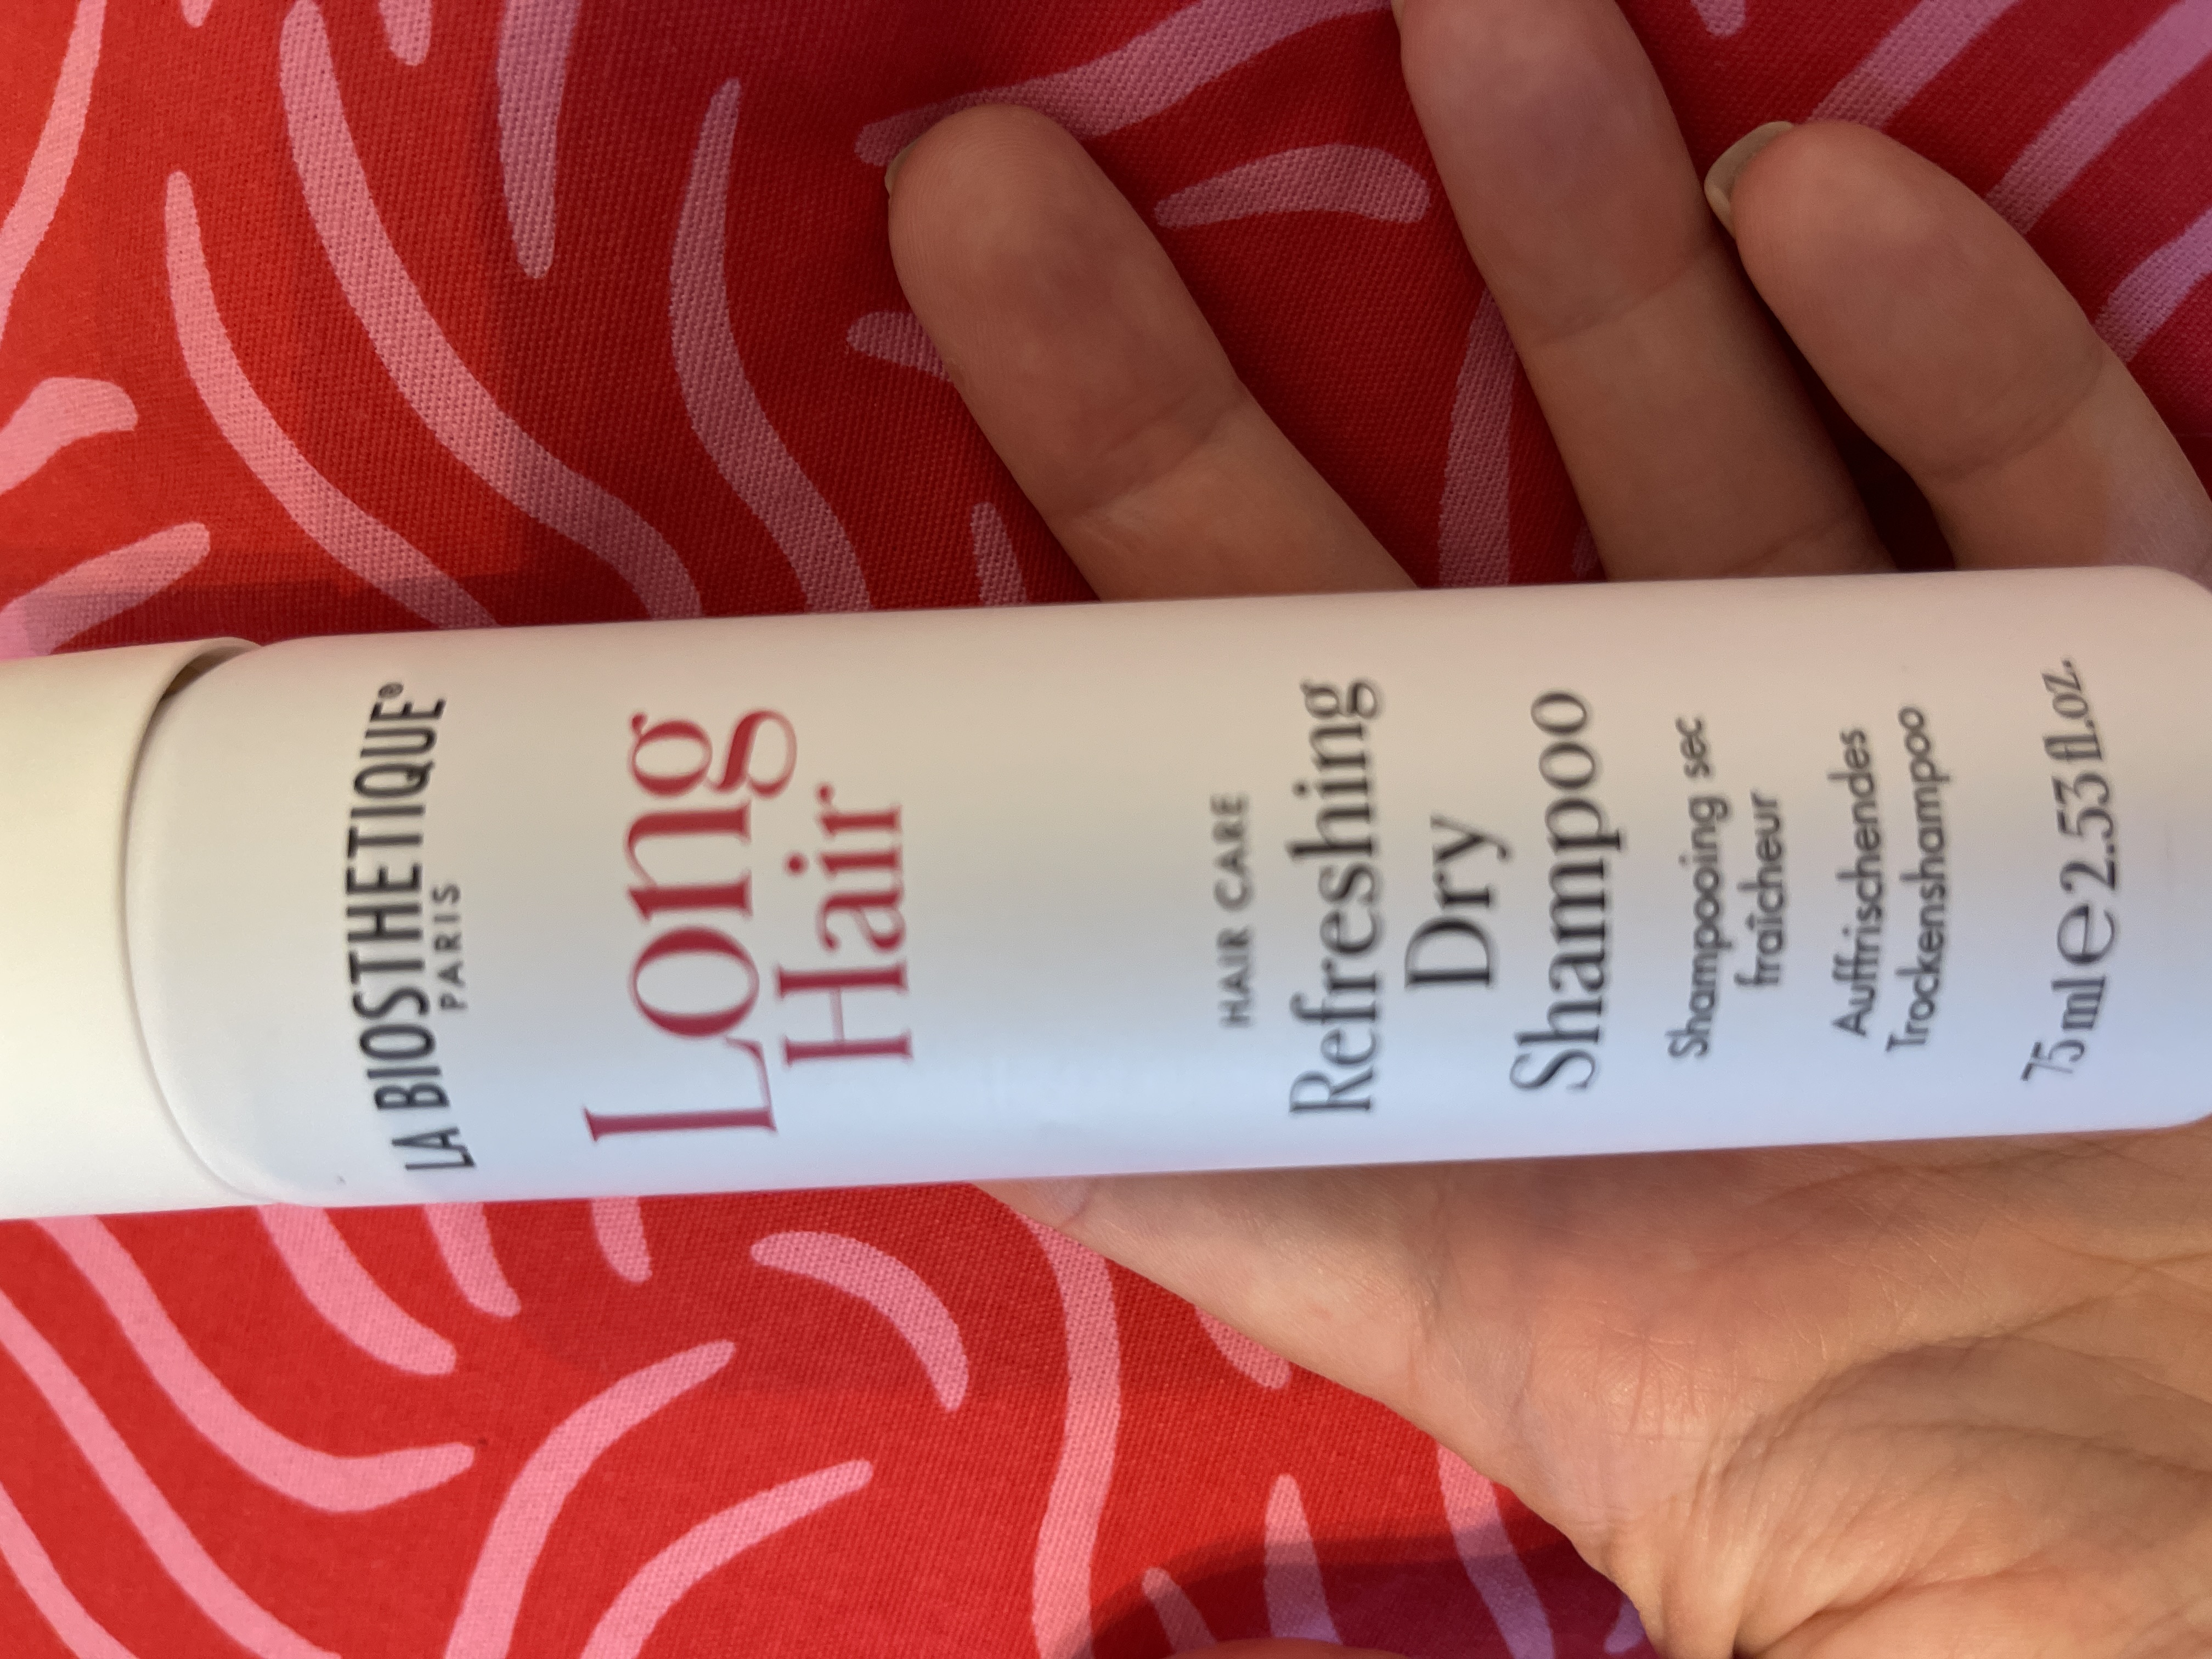 LA BIOSTHETIQUE®
PARIS
Long
Hair
HAIR CARE
Refreshing
Dry
Shampoo
Shampooing sec
fraîcheur
Auffrischendes
Trockenshampoo
75 ml e 2.53 fl.oz.